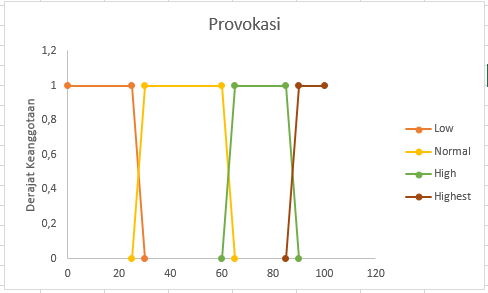 Provokasi
1,2
1
0,8
0,6
0,4
0,2
0
Derajat Keanggotaan
0 20 40 60 80 100 120
Low
Normal
High
Highest